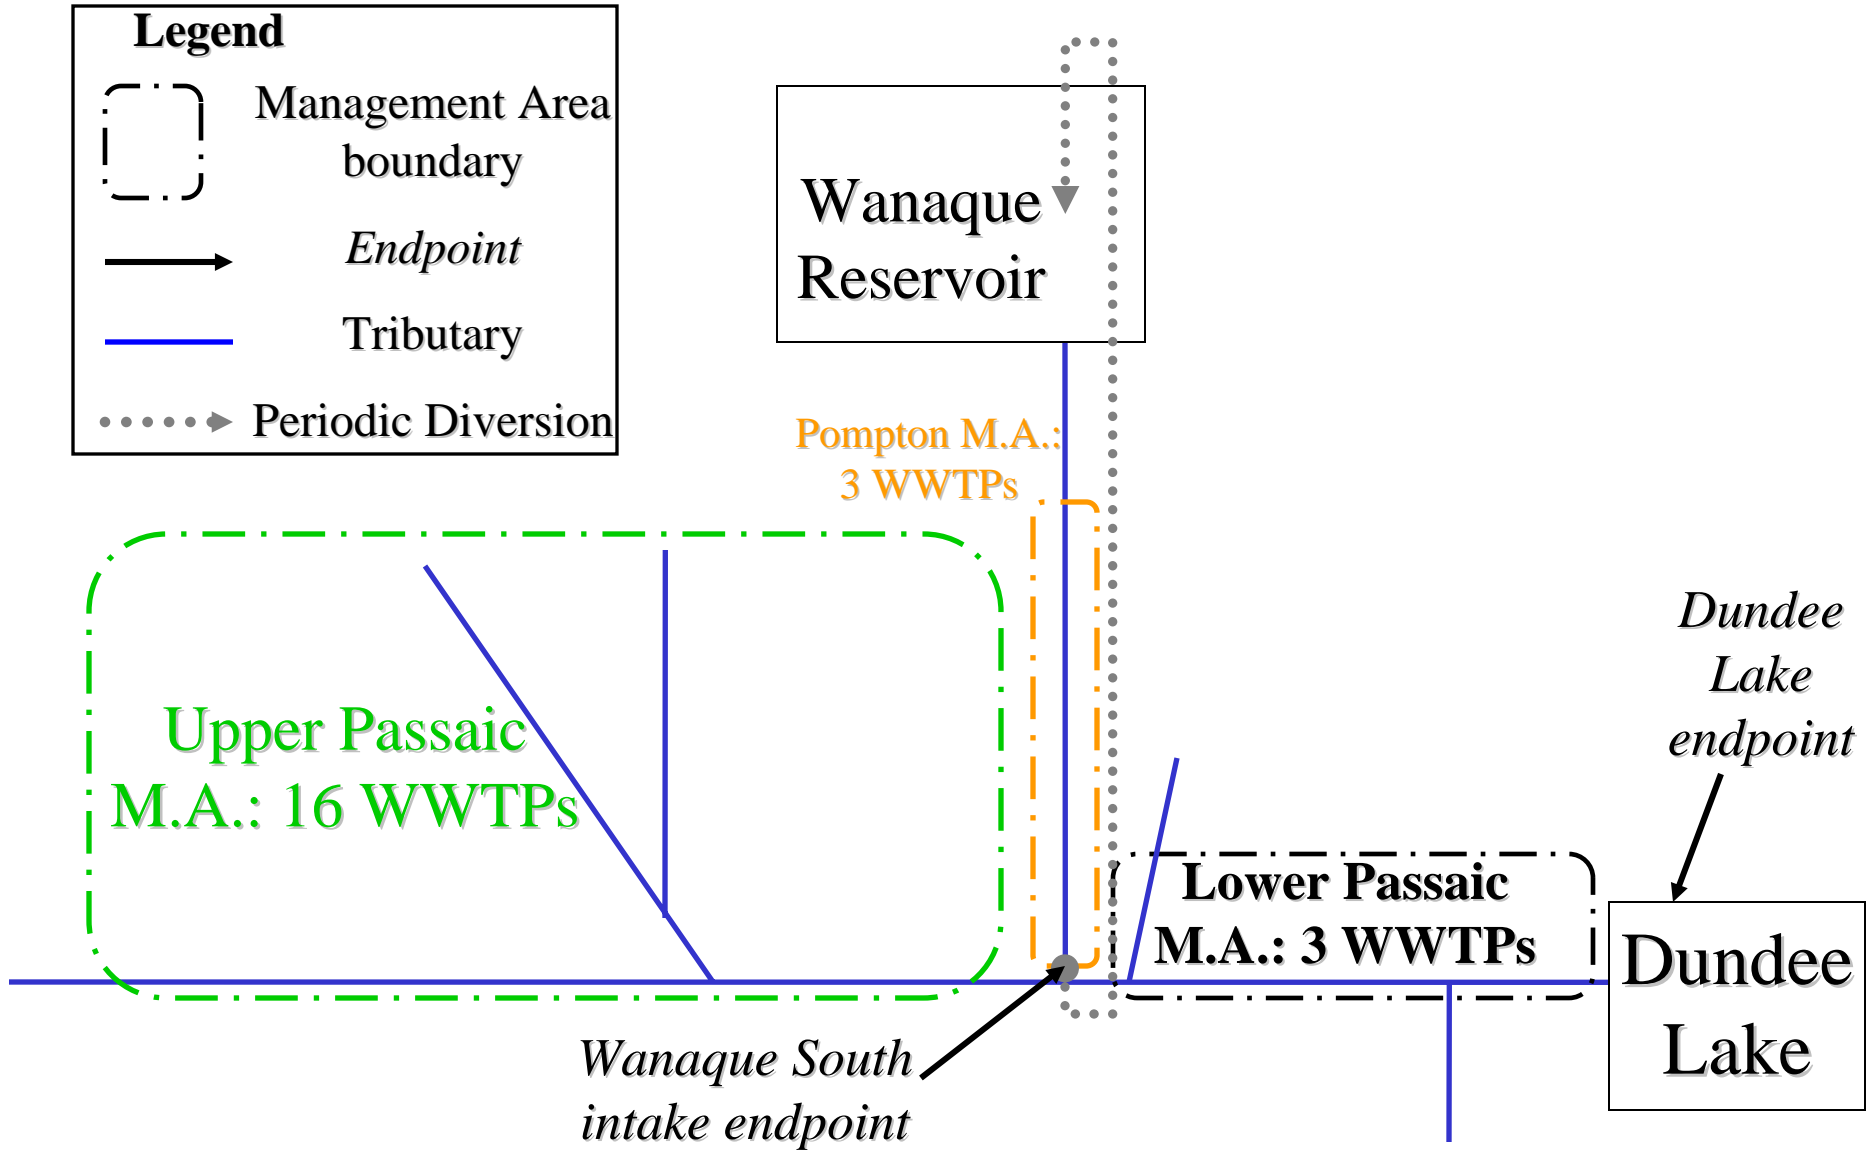 Legend
Management Area
boundary
Endpoint
Tributary
Periodic Diversion
Wanaque
Reservoir
Pompton M.A.:
3 WWTPs
Upper Passaic
M.A.: 16 WWTPs
Dundee
Lake
endpoint
Lower Passaic
M.A.: 3 WWTPs
Dundee
Lake
Wanaque South
intake endpoint